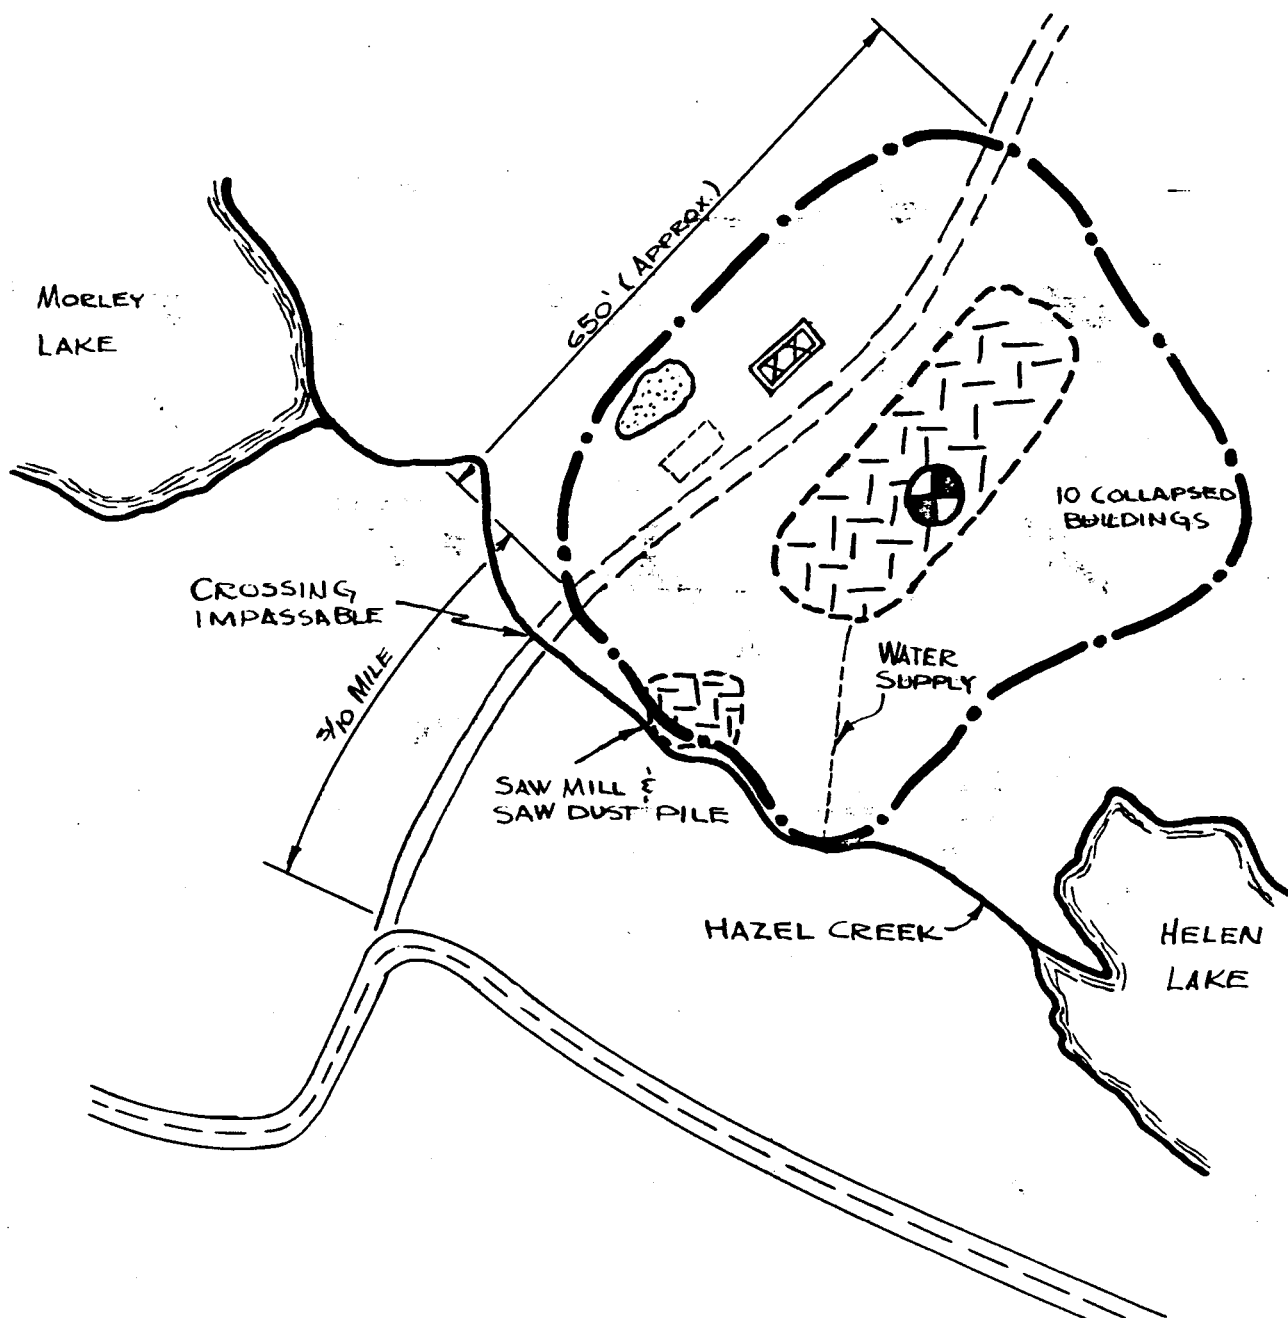 650' (APPROX.)
MORLEY
LAKE
10 COLLAPSED
BUILDINGS
CROSSING
IMPASSABLE
WATER
SUPPLY
3/10 MILE
SAW MILL &
SAW DUST PILE
HAZEL CREEK
HELEN
LAKE